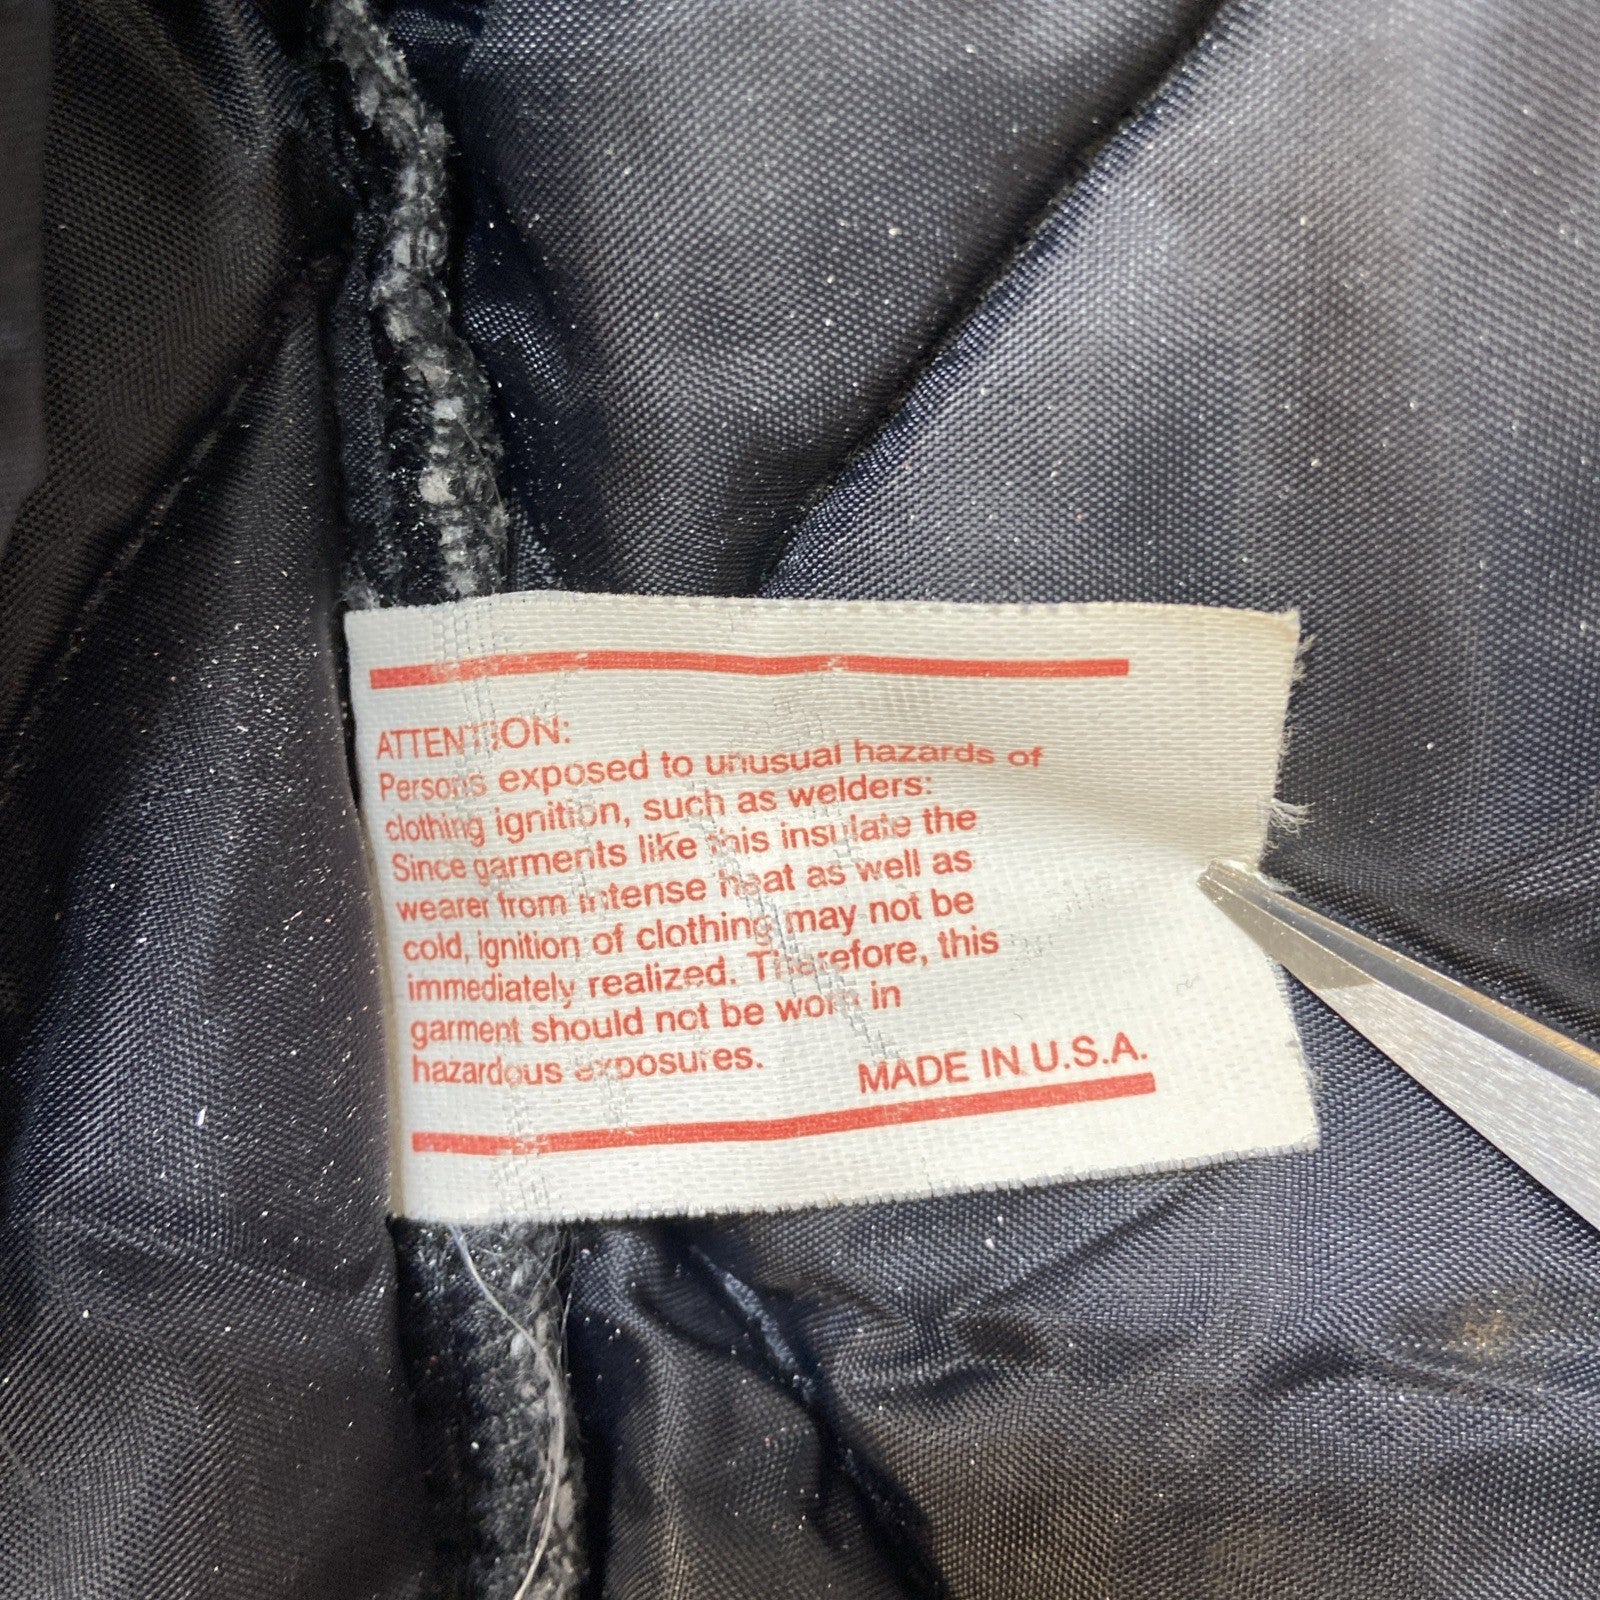 ATTENTION:
Persons exposed to unusual hazards of
clothing ignition, such as welders:
Since garments like this insulate the
wearer from intense heat as well as
cold, ignition of clothing may not be
immediately realized. Therefore, this
garment should not be worn in
hazardous exposures.
MADE IN U.S.A.